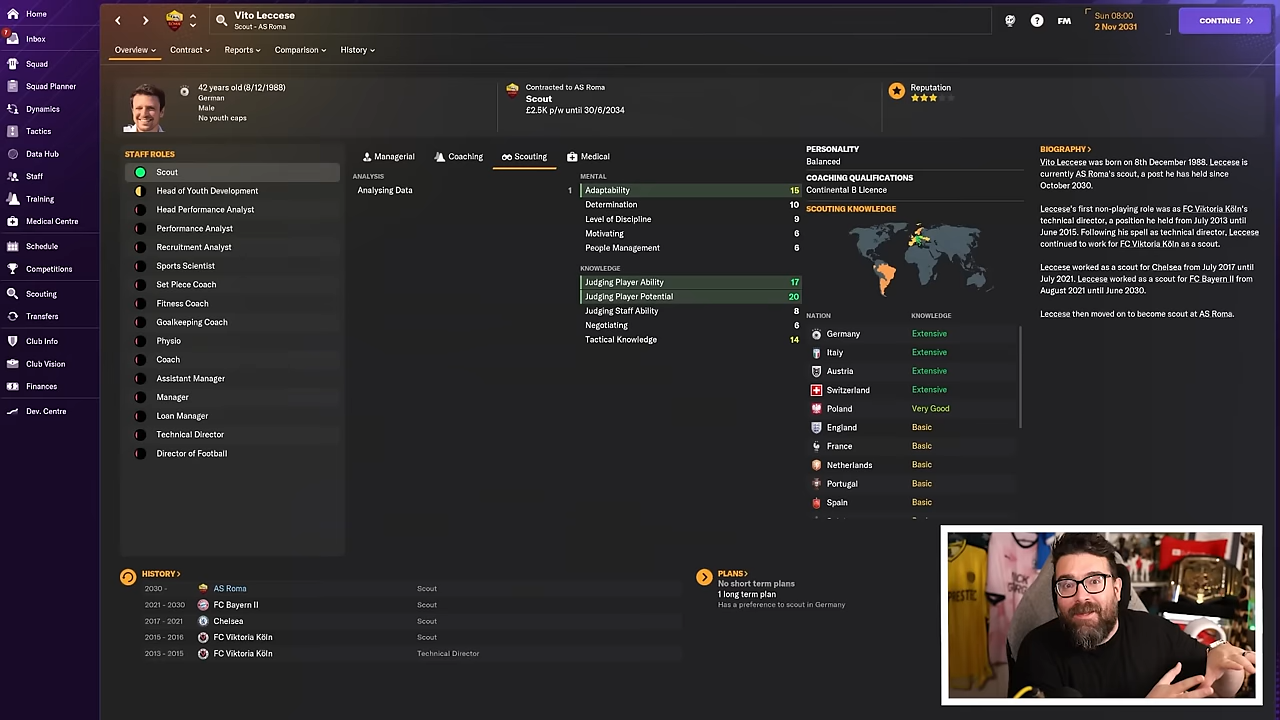 Vito Leccese
Scout - AS Roma
FM
Sun 08:00
2 Nov 2031
CONTINUE
7
Home
Inbox
Squad
Squad Planner
Dynamics
Tactics
Data Hub
Staff
Training
Medical Centre
Schedule
Competitions
Scouting
Transfers
Club Info
Club Vision
Finances
Dev. Centre
Overview
Contract
Reports
Comparison
History
42 years old (8/12/1988)
German
Male
No youth caps
Contracted to AS Roma
Scout
£2.5K p/w until 30/6/2034
Reputation
STAFF ROLES
Scout
Head of Youth Development
Head Performance Analyst
Performance Analyst
Recruitment Analyst
Sports Scientist
Set Piece Coach
Fitness Coach
Goalkeeping Coach
Physio
Coach
Assistant Manager
Manager
Loan Manager
Technical Director
Director of Football
Managerial
Coaching
Scouting
Medical
ANALYSIS
Analysing Data 1
MENTAL
Adaptability 15
Determination 10
Level of Discipline 9
Motivating 6
People Management 6
KNOWLEDGE
Judging Player Ability 17
Judging Player Potential 20
Judging Staff Ability 8
Negotiating 6
Tactical Knowledge 14
PERSONALITY
Balanced
COACHING QUALIFICATIONS
Continental B Licence
SCOUTING KNOWLEDGE
NATION KNOWLEDGE
Germany Extensive
Italy Extensive
Austria Extensive
Switzerland Extensive
Poland Very Good
England Basic
France Basic
Netherlands Basic
Portugal Basic
Spain Basic
BIOGRAPHY
Vito Leccese was born on 8th December 1988. Leccese is
currently AS Roma's scout, a post he has held since
October 2030.
Leccese's first non-playing role was as FC Viktoria Köln's
technical director, a position he held from July 2013 until
June 2015. Following his spell as technical director, Leccese
continued to work for FC Viktoria Köln as a scout.
Leccese worked as a scout for Chelsea from July 2017 until
July 2021. Leccese worked as a scout for FC Bayern II from
August 2021 until June 2030.
Leccese then moved on to become scout at AS Roma.
HISTORY
2030 - AS Roma Scout
2021 - 2030 FC Bayern II Scout
2017 - 2021 Chelsea Scout
2015 - 2016 FC Viktoria Köln Scout
2013 - 2015 FC Viktoria Köln Technical Director
PLANS
No short term plans
1 long term plan
Has a preference to scout in Germany